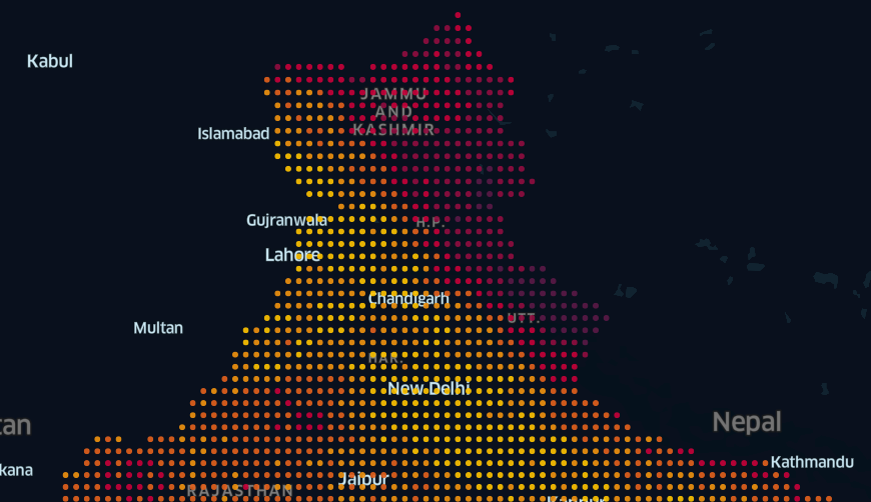 Kabul
JAMMU
AND
KASHMIR
Islamabad
Gujranwala
H.P.
Lahore
Chandigarh
UTT.
Multan
HAR.
New Delhi
Nepal
tan
Kathmandu
kana
Jaipur
RAJASTHAN
Kanpur